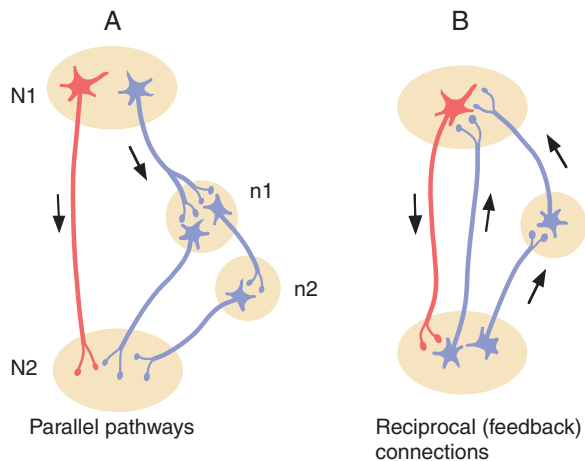 A
B
N1
n1
n2
N2
Parallel pathways
Reciprocal (feedback)
connections